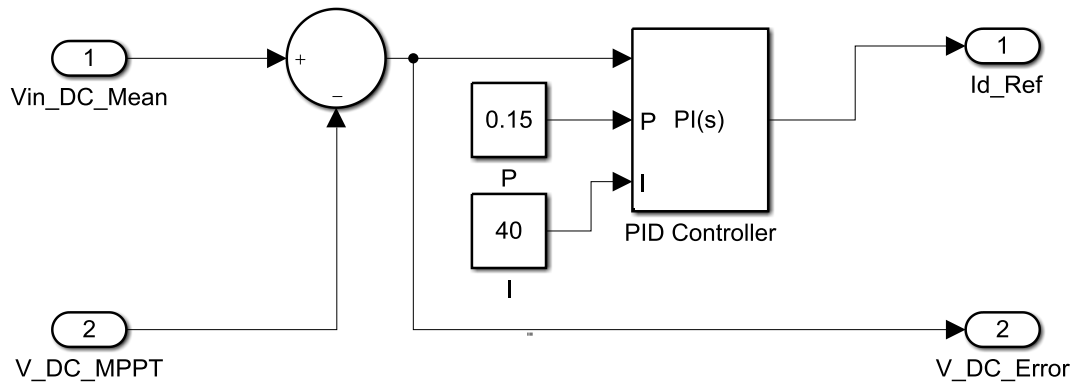 1
Vin_DC_Mean
+
−
0.15
P
40
I
P
I
PI(s)
PID Controller
1
Id_Ref
2
V_DC_MPPT
2
V_DC_Error